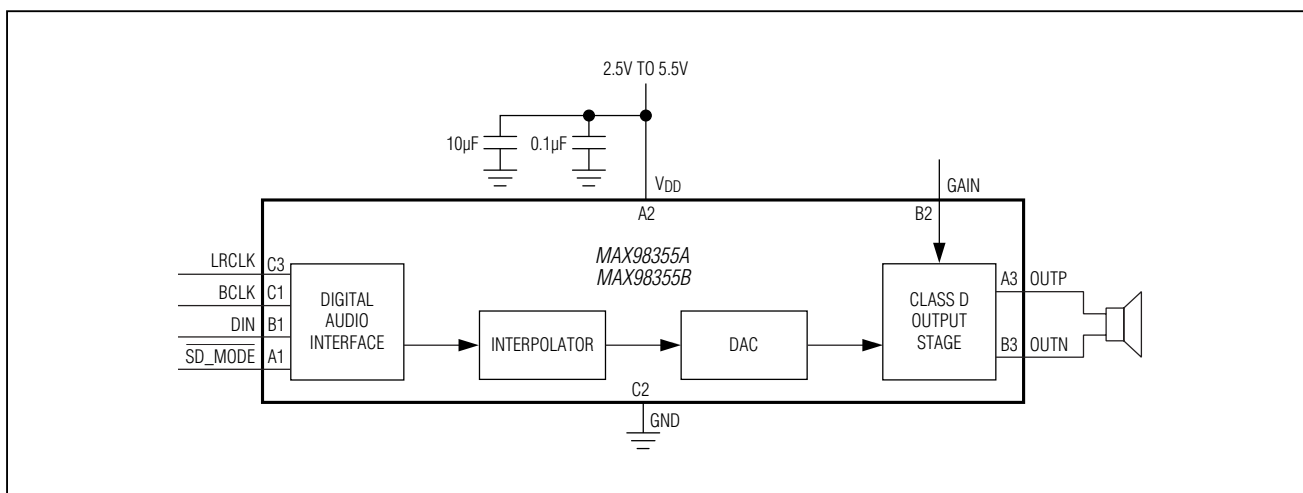 2.5V TO 5.5V
10µF
0.1µF
VDD
GAIN
A2
B2
MAX98355A
MAX98355B
LRCLK C3
BCLK C1
DIN B1
SD_MODE A1
DIGITAL
AUDIO
INTERFACE
INTERPOLATOR
DAC
CLASS D
OUTPUT
STAGE
A3 OUTP
B3 OUTN
C2
GND